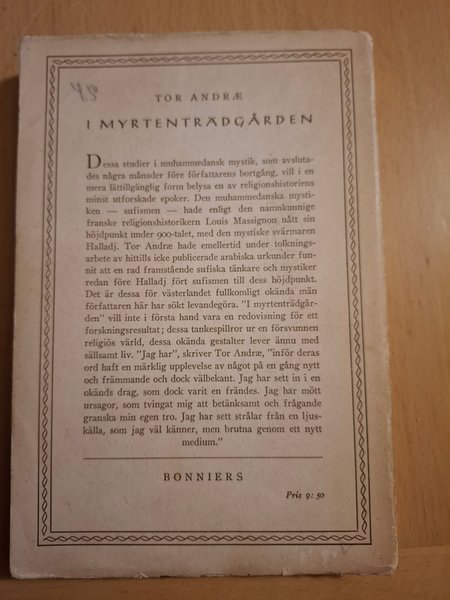 TOR ANDRÆ
I MYRTENTRÄDGÅRDEN
Dessa studier i muhammedansk mystik, som avsluta-
des några månader före författarens bortgång, vill i en
mera lättillgänglig form belysa en av religionshistoriens
minst utforskade epoker. Den muhammedanska mysti-
ken — sufismen — hade enligt den namnkunnige
franske religionshistorikern Louis Massignon nått sin
höjdpunkt under 900-talet, med den mystiske svärmaren
Halladj. Tor Andræ hade emellertid under tolknings-
arbete av hittills icke publicerade arabiska urkunder fun-
nit att en rad framstående sufiska tänkare och mystiker
redan före Halladj fört sufismen till dess höjdpunkt.
Det är dessa för västerlandet fullkomligt okända män
författaren här har sökt levandegöra. "I myrtenträdgår-
den" vill inte i första hand vara en redovisning för ett
forskningsresultat; dessa tankespillror ur en försvunnen
religiös värld, dessa okända gestalter lever ännu med
sällsamt liv. "Jag har", skriver Tor Andræ, "inför deras
ord haft en märklig upplevelse av något på en gång nytt
och främmande och dock välbekant. Jag har sett in i en
okänds drag, som dock varit en frändes. Jag har mött
ursagor, som tvingat mig att betänksamt och frågande
granska min egen tro. Jag har sett strålar från en ljus-
källa, som jag väl känner, men brutna genom ett nytt
medium."
BONNIERS
Pris 9: 50